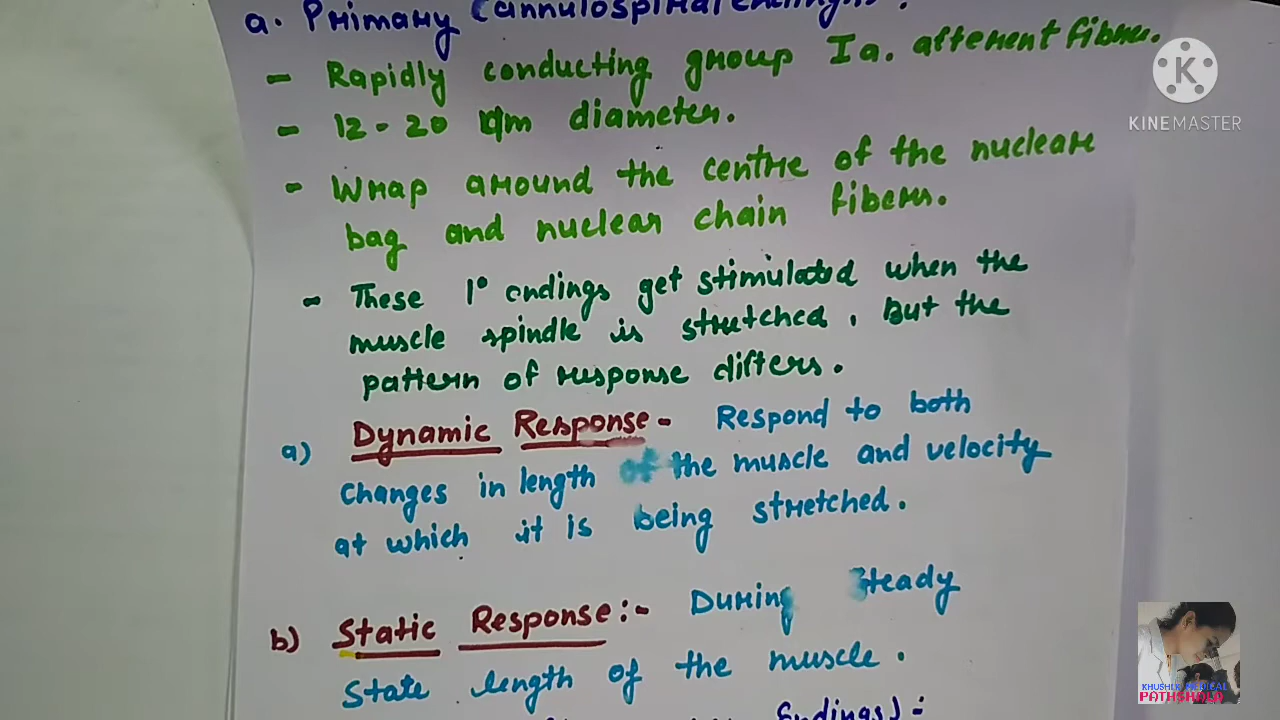 a. Primary (annulospiral endings) :
- Rapidly conducting group Ia. afferent fibers.
- 12-20 μm diameter.
- Wrap around the centre of the nuclear
bag and nuclear chain fibers.
- These 1° endings get stimulated when the
muscle spindle is stretched. But the
pattern of response differs.
a) Dynamic Response - Respond to both
changes in length of the muscle and velocity
at which it is being stretched.
b) Static Response :- During steady
state length of the muscle.
Endings) :
K
KINEMASTER
KHUSHI'S MEDICAL
PATHSHALA